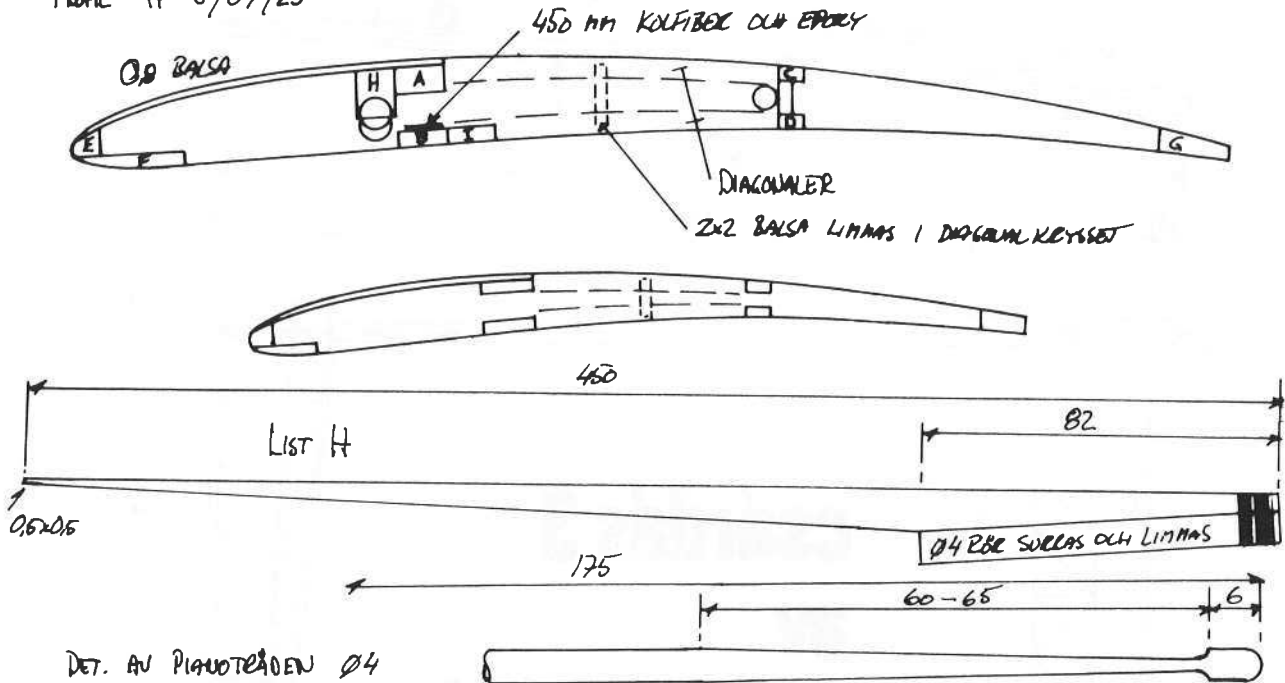 450 MM KOLFIBER OCH EPOXY
0,8 BALSA
H A C
E F B I D G
DIAGONALER
2x2 BALSA LIMMAS I DIAGONALKRYSSET
450
82
LIST H
0,5x0,5
Ø4 RÖR SURRAS OCH LIMMAS
175
60-65 6
DET. AV PIANOTRÅDEN Ø4